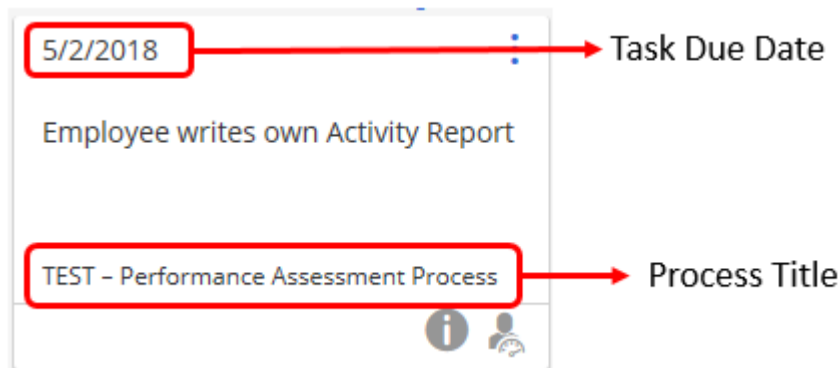 5/2/2018
Task Due Date
Employee writes own Activity Report
TEST – Performance Assessment Process
Process Title